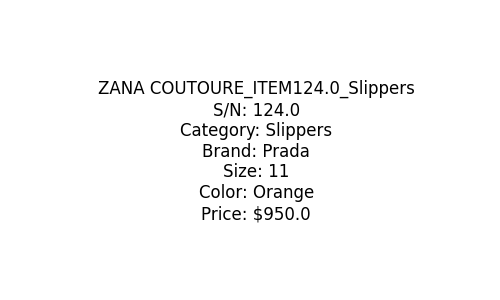 ZANA COUTOURE_ITEM124.0_Slippers
S/N: 124.0
Category: Slippers
Brand: Prada
Size: 11
Color: Orange
Price: $950.0